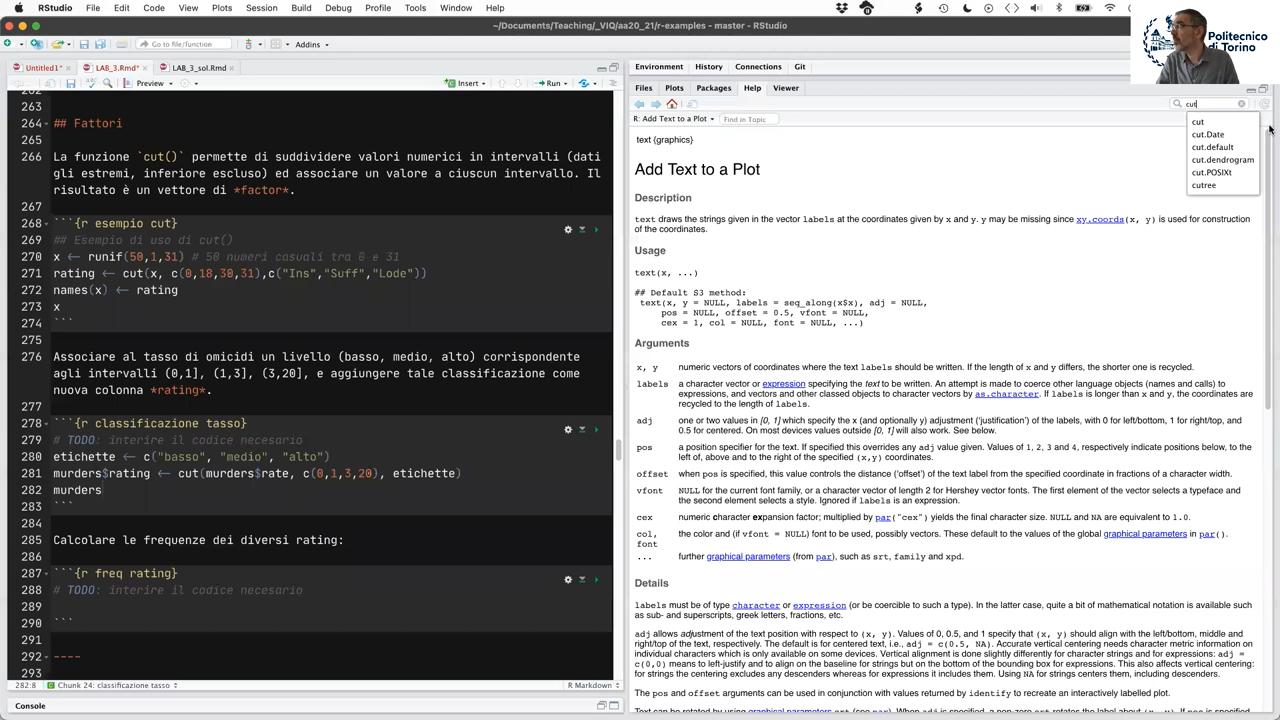 RStudio File Edit Code View Plots Session Build Debug Profile Tools Window Help
~/Documents/Teaching/_VIQ/aa20_21/r-examples - master - RStudio
Go to file/function Addins
Politecnico
di Torino
Untitled1* LAB_3.Rmd* LAB_3_sol.Rmd
Preview Insert Run
262
263
264 ## Fattori
265
266 La funzione `cut()` permette di suddividere valori numerici in intervalli (dati
gli estremi, inferiore escluso) ed associare un valore a ciuscun intervallo. Il
risultato è un vettore di *factor*.
267
268 ```{r esempio cut}
269 ## Esempio di uso di cut()
270 x <- runif(50,1,31) # 50 numeri casuali tra 0 e 31
271 rating <- cut(x, c(0,18,30,31),c("Ins","Suff","Lode"))
272 names(x) <- rating
273 x
274 ```
275
276 Associare al tasso di omicidi un livello (basso, medio, alto) corrispondente
agli intervalli (0,1], (1,3], (3,20], e aggiungere tale classificazione come
nuova colonna *rating*.
277
278 ```{r classificazione tasso}
279 # TODO: interire il codice necesario
280 etichette <- c("basso", "medio", "alto")
281 murders$rating <- cut(murders$rate, c(0,1,3,20), etichette)
282 murders
283 ```
284
285 Calcolare le frequenze dei diversi rating:
286
287 ```{r freq rating}
288 # TODO: interire il codice necesario
289
290 ```
291
292 ----
293
282:8 Chunk 24: classificazione tasso R Markdown
Console
Environment History Connections Git
Files Plots Packages Help Viewer
cut
R: Add Text to a Plot Find in Topic
cut
cut.Date
cut.default
cut.dendrogram
cut.POSIXt
cutree
text {graphics}
Add Text to a Plot
Description
text draws the strings given in the vector labels at the coordinates given by x and y. y may be missing since xy.coords(x, y) is used for construction
of the coordinates.
Usage
text(x, ...)
## Default S3 method:
text(x, y = NULL, labels = seq_along(x$x), adj = NULL,
pos = NULL, offset = 0.5, vfont = NULL,
cex = 1, col = NULL, font = NULL, ...)
Arguments
x, y numeric vectors of coordinates where the text labels should be written. If the length of x and y differs, the shorter one is recycled.
labels a character vector or expression specifying the text to be written. An attempt is made to coerce other language objects (names and calls) to
expressions, and vectors and other classed objects to character vectors by as.character. If labels is longer than x and y, the coordinates are
recycled to the length of labels.
adj one or two values in [0, 1] which specify the x (and optionally y) adjustment ('justification') of the labels, with 0 for left/bottom, 1 for right/top, and
0.5 for centered. On most devices values outside [0, 1] will also work. See below.
pos a position specifier for the text. If specified this overrides any adj value given. Values of 1, 2, 3 and 4, respectively indicate positions below, to the
left of, above and to the right of the specified (x,y) coordinates.
offset when pos is specified, this value controls the distance ('offset') of the text label from the specified coordinate in fractions of a character width.
vfont NULL for the current font family, or a character vector of length 2 for Hershey vector fonts. The first element of the vector selects a typeface and
the second element selects a style. Ignored if labels is an expression.
cex numeric character expansion factor; multiplied by par("cex") yields the final character size. NULL and NA are equivalent to 1.0.
col, the color and (if vfont = NULL) font to be used, possibly vectors. These default to the values of the global graphical parameters in par().
font
... further graphical parameters (from par), such as srt, family and xpd.
Details
labels must be of type character or expression (or be coercible to such a type). In the latter case, quite a bit of mathematical notation is available such
as sub- and superscripts, greek letters, fractions, etc.
adj allows adjustment of the text position with respect to (x, y). Values of 0, 0.5, and 1 specify that (x, y) should align with the left/bottom, middle and
right/top of the text, respectively. The default is for centered text, i.e., adj = c(0.5, NA). Accurate vertical centering needs character metric information on
individual characters which is only available on some devices. Vertical alignment is done slightly differently for character strings and for expressions: adj =
c(0,0) means to left-justify and to align on the baseline for strings but on the bottom of the bounding box for expressions. This also affects vertical centering:
for strings the centering excludes any descenders whereas for expressions it includes them. Using NA for strings centers them, including descenders.
The pos and offset arguments can be used in conjunction with values returned by identify to recreate an interactively labelled plot.